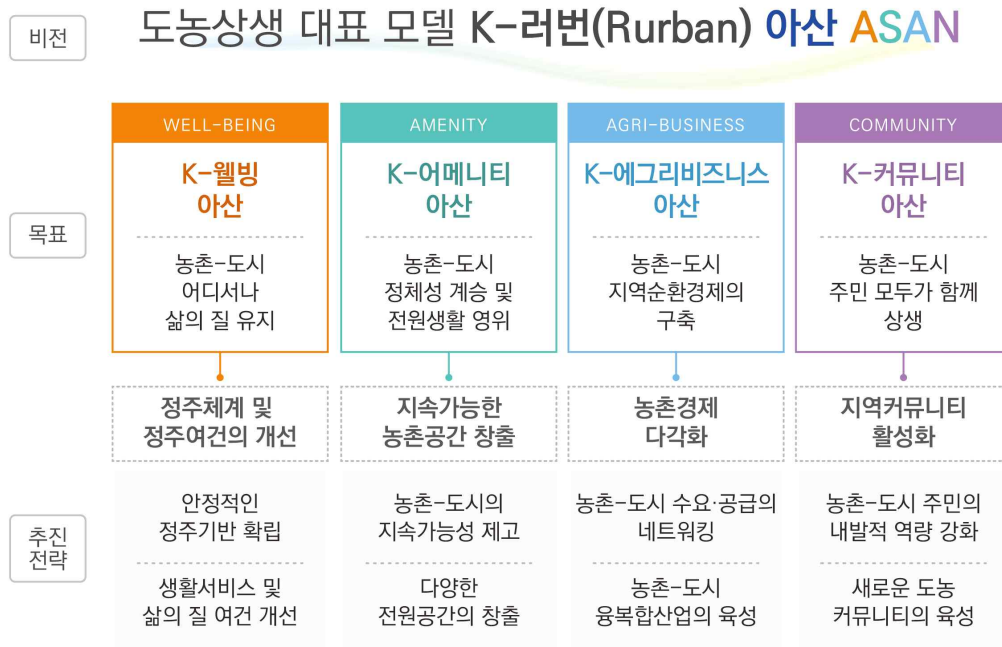 비전
도농상생 대표 모델 K-러번(Rurban) 아산 ASAN
목표
WELL-BEING
K-웰빙
아산
농촌-도시
어디서나
삶의 질 유지
AMENITY
K-어메니티
아산
농촌-도시
정체성 계승 및
전원생활 영위
AGRI-BUSINESS
K-에그리비즈니스
아산
농촌-도시
지역순환경제의
구축
COMMUNITY
K-커뮤니티
아산
농촌-도시
주민 모두가 함께
상생
정주체계 및
정주여건의 개선
지속가능한
농촌공간 창출
농촌경제
다각화
지역커뮤니티
활성화
추진
전략
안정적인
정주기반 확립
생활서비스 및
삶의 질 여건 개선
농촌-도시의
지속가능성 제고
다양한
전원공간의 창출
농촌-도시 수요·공급의
네트워킹
농촌-도시
융복합산업의 육성
농촌-도시 주민의
내발적 역량 강화
새로운 도농
커뮤니티의 육성